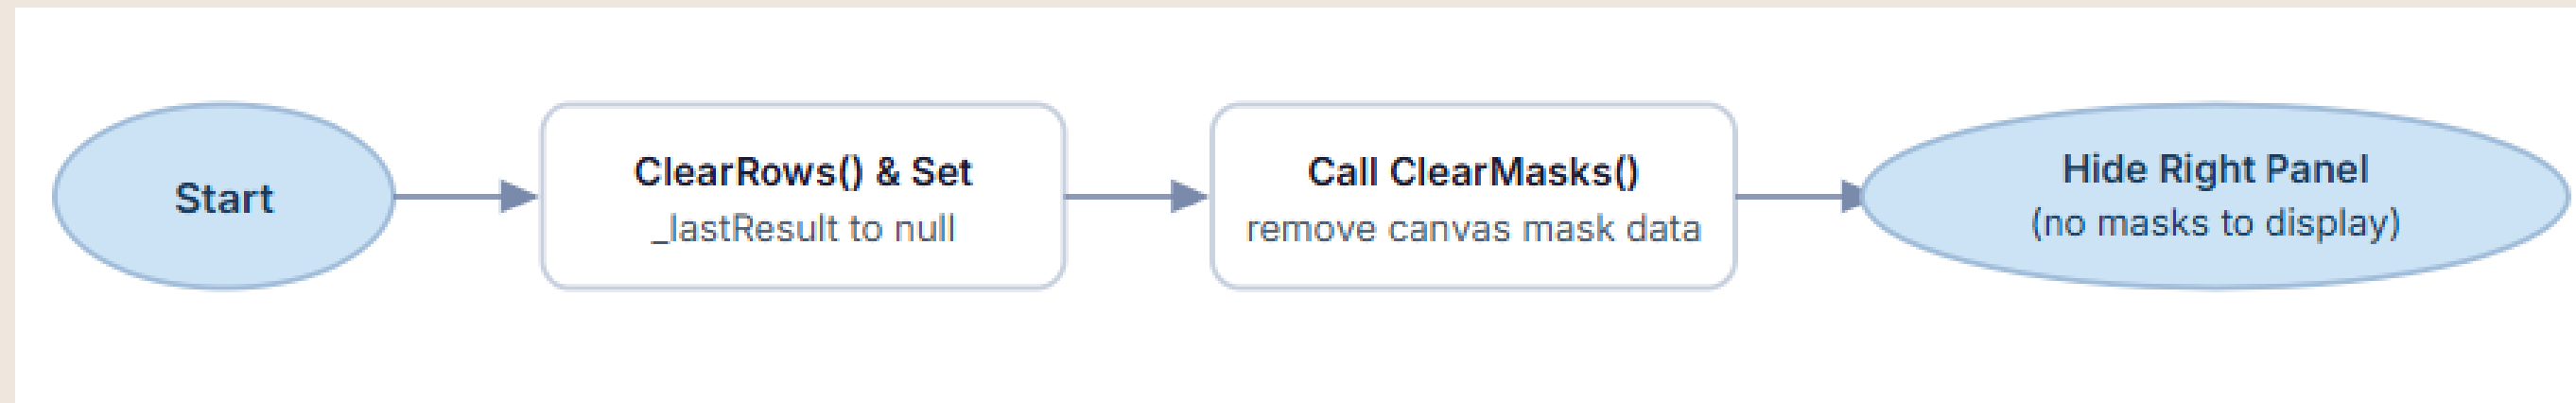 Start
ClearRows() & Set
_lastResult to null
Call ClearMasks()
remove canvas mask data
Hide Right Panel
(no masks to display)